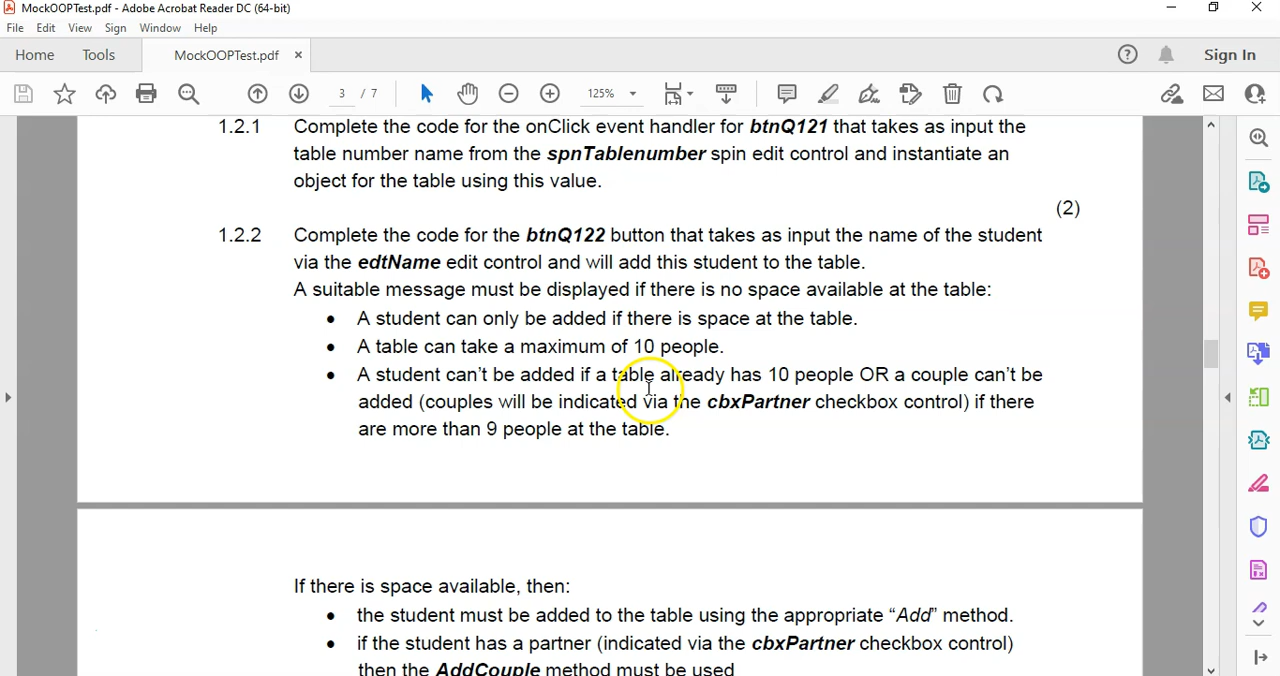 MockOOPTest.pdf - Adobe Acrobat Reader DC (64-bit)
File Edit View Sign Window Help
Home Tools MockOOPTest.pdf × Sign In
3 / 7 125%
1.2.1 Complete the code for the onClick event handler for btnQ121 that takes as input the
table number name from the spnTablenumber spin edit control and instantiate an
object for the table using this value.
(2)
1.2.2 Complete the code for the btnQ122 button that takes as input the name of the student
via the edtName edit control and will add this student to the table.
A suitable message must be displayed if there is no space available at the table:
• A student can only be added if there is space at the table.
• A table can take a maximum of 10 people.
• A student can't be added if a table already has 10 people OR a couple can't be
added (couples will be indicated via the cbxPartner checkbox control) if there
are more than 9 people at the table.
If there is space available, then:
• the student must be added to the table using the appropriate “Add” method.
• if the student has a partner (indicated via the cbxPartner checkbox control)
then the AddCouple method must be used